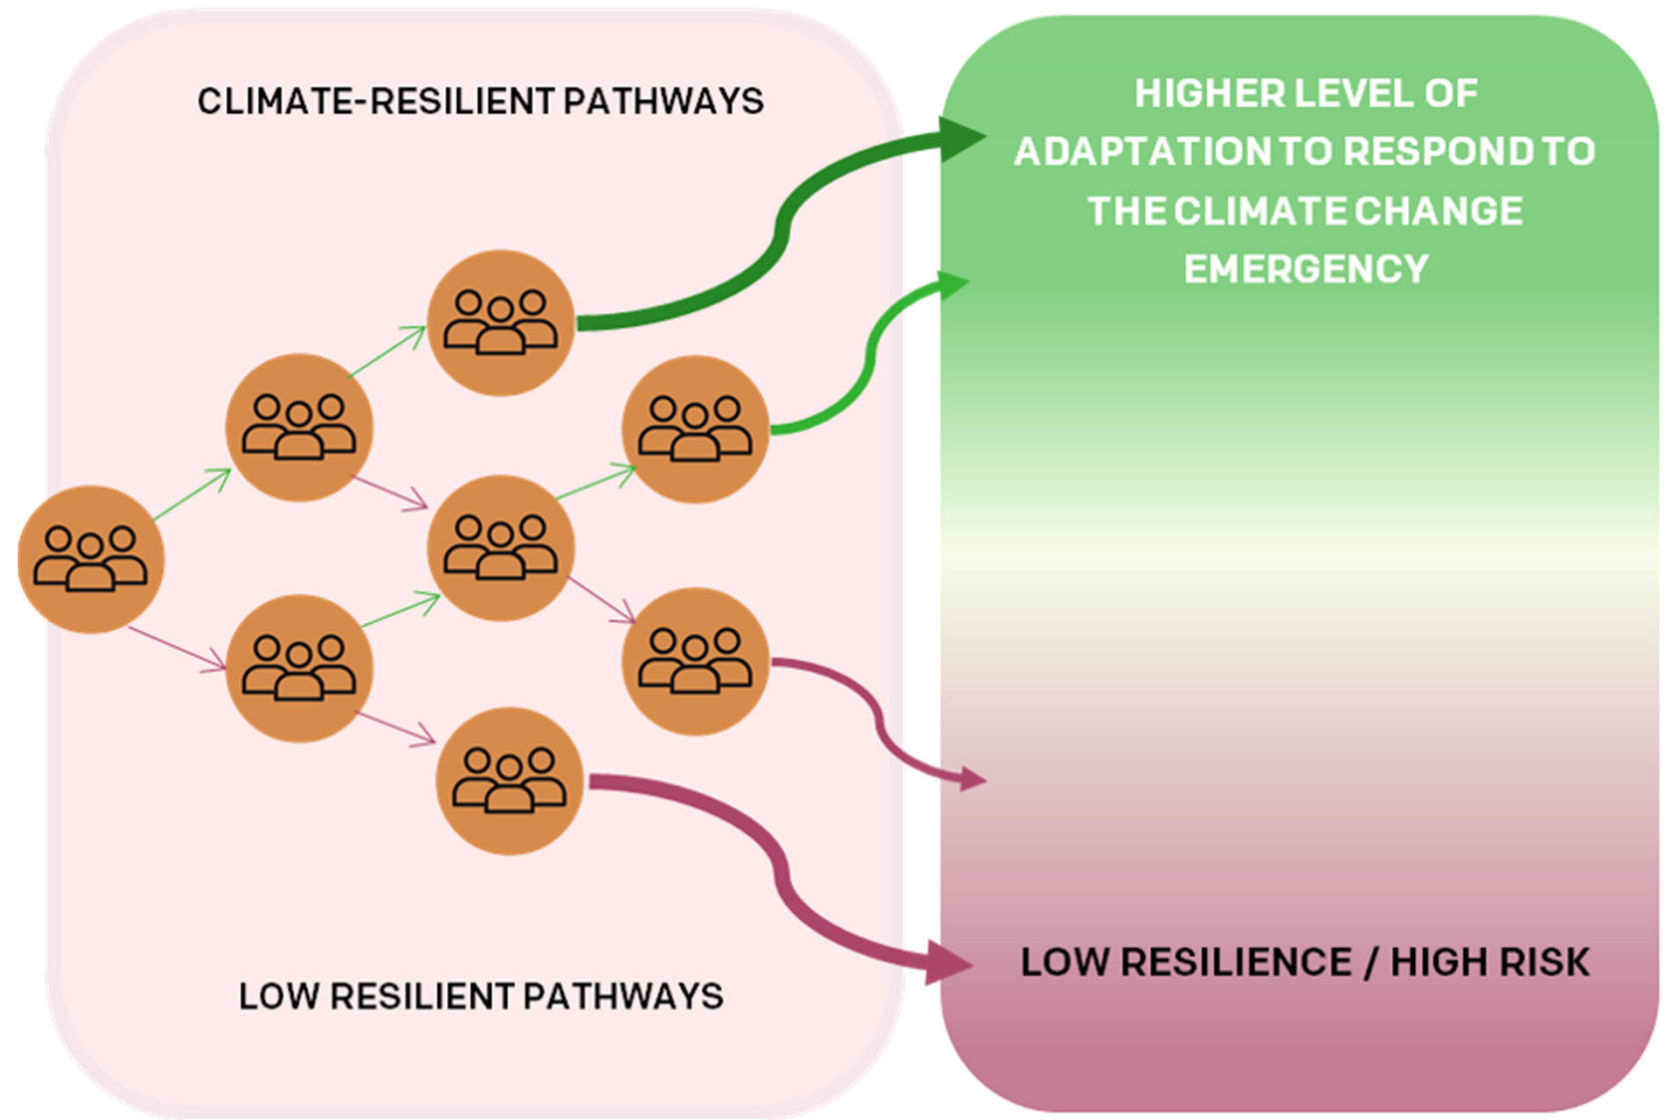 CLIMATE-RESILIENT PATHWAYS
HIGHER LEVEL OF
ADAPTATION TO RESPOND TO
THE CLIMATE CHANGE
EMERGENCY
LOW RESILIENT PATHWAYS
LOW RESILIENCE / HIGH RISK